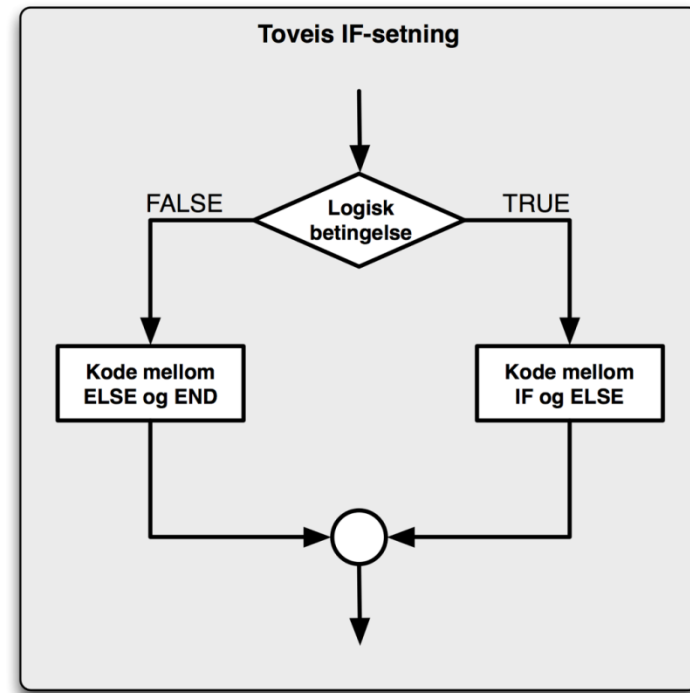 Toveis IF-setning
FALSE
TRUE
Logisk
betingelse
Kode mellom
ELSE og END
Kode mellom
IF og ELSE